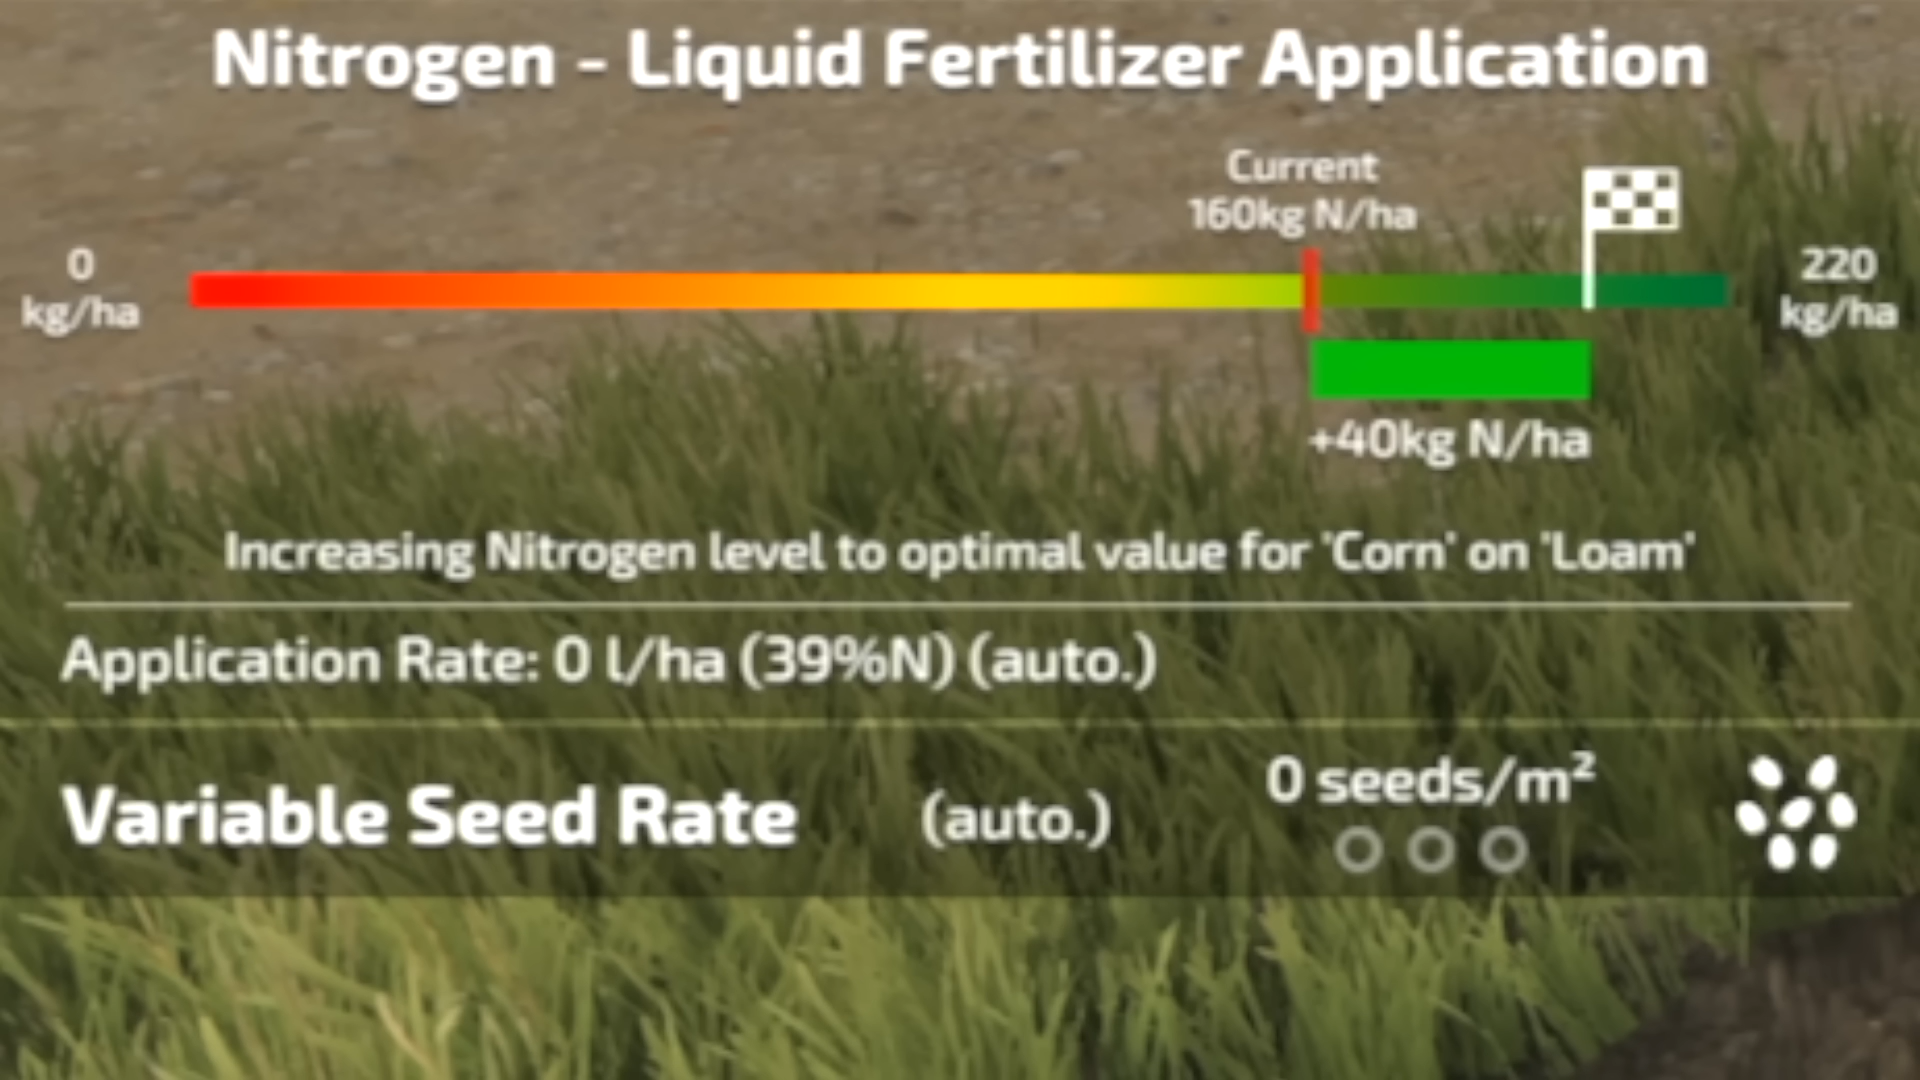 Nitrogen - Liquid Fertilizer Application
Current
160kg N/ha
0
kg/ha
220
kg/ha
+40kg N/ha
Increasing Nitrogen level to optimal value for 'Corn' on 'Loam'
Application Rate: 0 l/ha (39%N) (auto.)
Variable Seed Rate (auto.) 0 seeds/m²